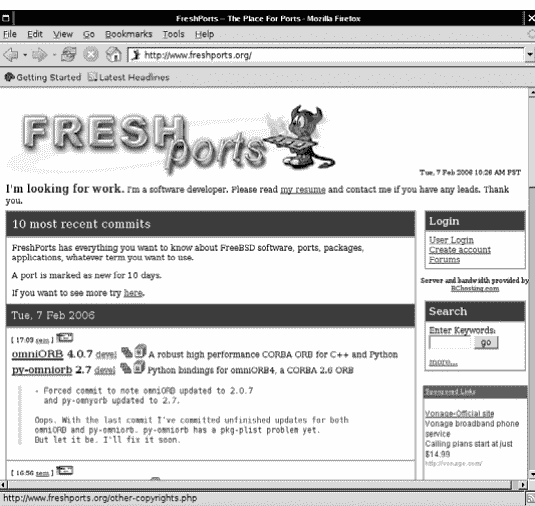 FreshPorts -- The Place For Ports - Mozilla Firefox
File Edit View Go Bookmarks Tools Help
http://www.freshports.org/
Getting Started Latest Headlines
FRESH
ports
Tue, 7 Feb 2006 10:26 AM PST
I'm looking for work. I'm a software developer. Please read my resume and contact me if you have any leads. Thank
you.
10 most recent commits
FreshPorts has everything you want to know about FreeBSD software, ports, packages,
applications, whatever term you want to use.
A port is marked as new for 10 days.
If you want to see more try here.
Tue, 7 Feb 2006
[ 17:03 sem ]
omniORB 4.0.7 devel A robust high performance CORBA ORB for C++ and Python
py-omniorb 2.7 devel Python bindings for omniORB4, a CORBA 2.6 ORB
- Forced commit to note omniORB updated to 2.0.7
and py-omnyorb updated to 2.7.
Oops. With the last commit I've committed unfinished updates for both
omniORB and py-omniorb. py-omniorb has a pkg-plist problem yet.
But let it be. I'll fix it soon.
[ 16:56 sem ]
Login
User Login
Create account
Forums
Server and bandwidth provided by
BChosting.com
Search
Enter Keywords:
go
more...
Sponsored Links
Vonage-Official site
Vonage broadband phone
service
Calling plans start at just
$14.99
http://vonage.com/
http://www.freshports.org/other-copyrights.php